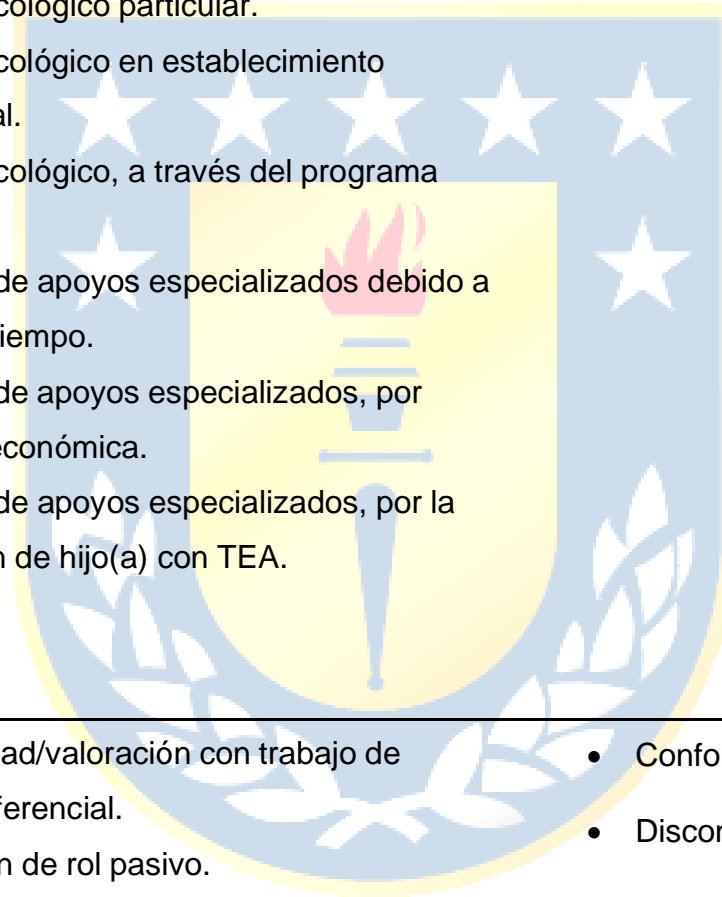 cológico particular.
cológico en establecimiento
al.
cológico, a través del programa
de apoyos especializados debido a
iempo.
de apoyos especializados, por
económica.
de apoyos especializados, por la
n de hijo(a) con TEA.
ad/valoración con trabajo de
ferencial.
n de rol pasivo.
• Confo
• Discor